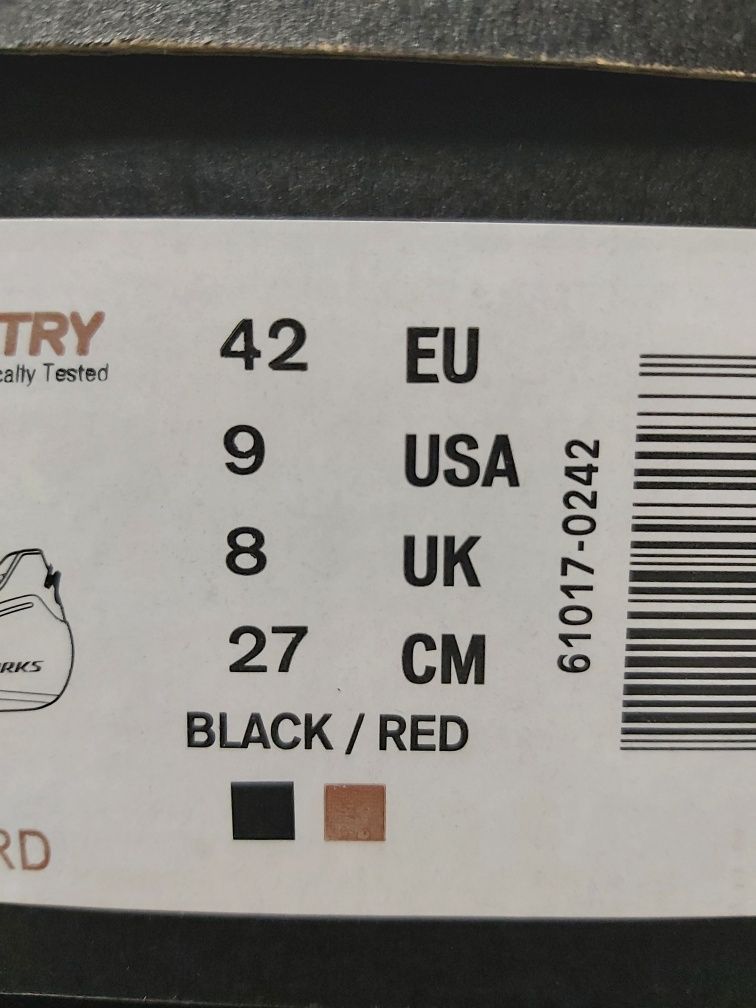 TRY
cally Tested
42 EU
9 USA
8 UK
27 CM
BLACK / RED
61017-0242
RKS
RD